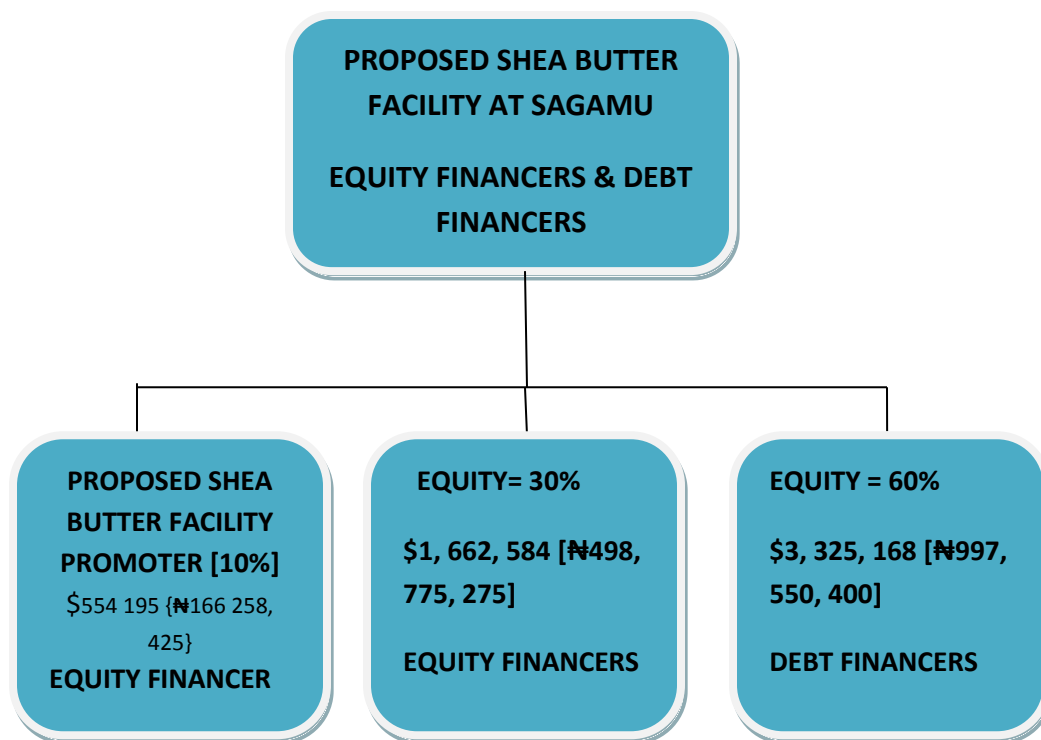 PROPOSED SHEA BUTTER
FACILITY AT SAGAMU
EQUITY FINANCERS & DEBT
FINANCERS
PROPOSED SHEA
BUTTER FACILITY
PROMOTER [10%]
$554 195 {₦166 258,
425}
EQUITY FINANCER
EQUITY= 30%
$1, 662, 584 [₦498,
775, 275]
EQUITY FINANCERS
EQUITY = 60%
$3, 325, 168 [₦997,
550, 400]
DEBT FINANCERS